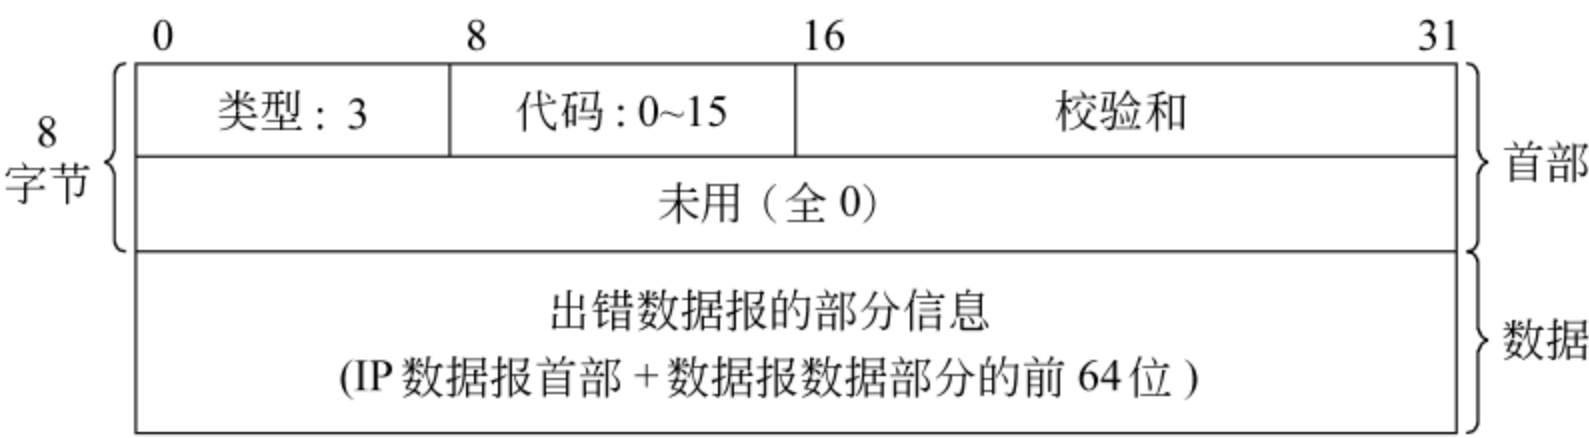 0 8 16 31
类型: 3 代码:0~15 校验和
8
字节
首部
未用(全 0)
出错数据报的部分信息
(IP 数据报首部 + 数据报数据部分的前 64 位 )
数据